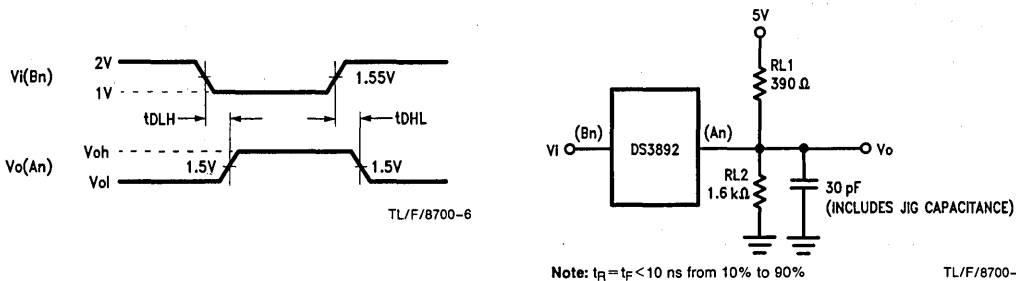 Vi(Bn)
2V
1V
1.55V
tDLH
tDHL
Vo(An)
Voh
Vol
1.5V
1.5V
TL/F/8700-6
5V
RL1
390 Ω
Vi
(Bn)
DS3892
(An)
Vo
RL2
1.6 kΩ
30 pF
(INCLUDES JIG CAPACITANCE)
Note: tR = tF < 10 ns from 10% to 90%
TL/F/8700-